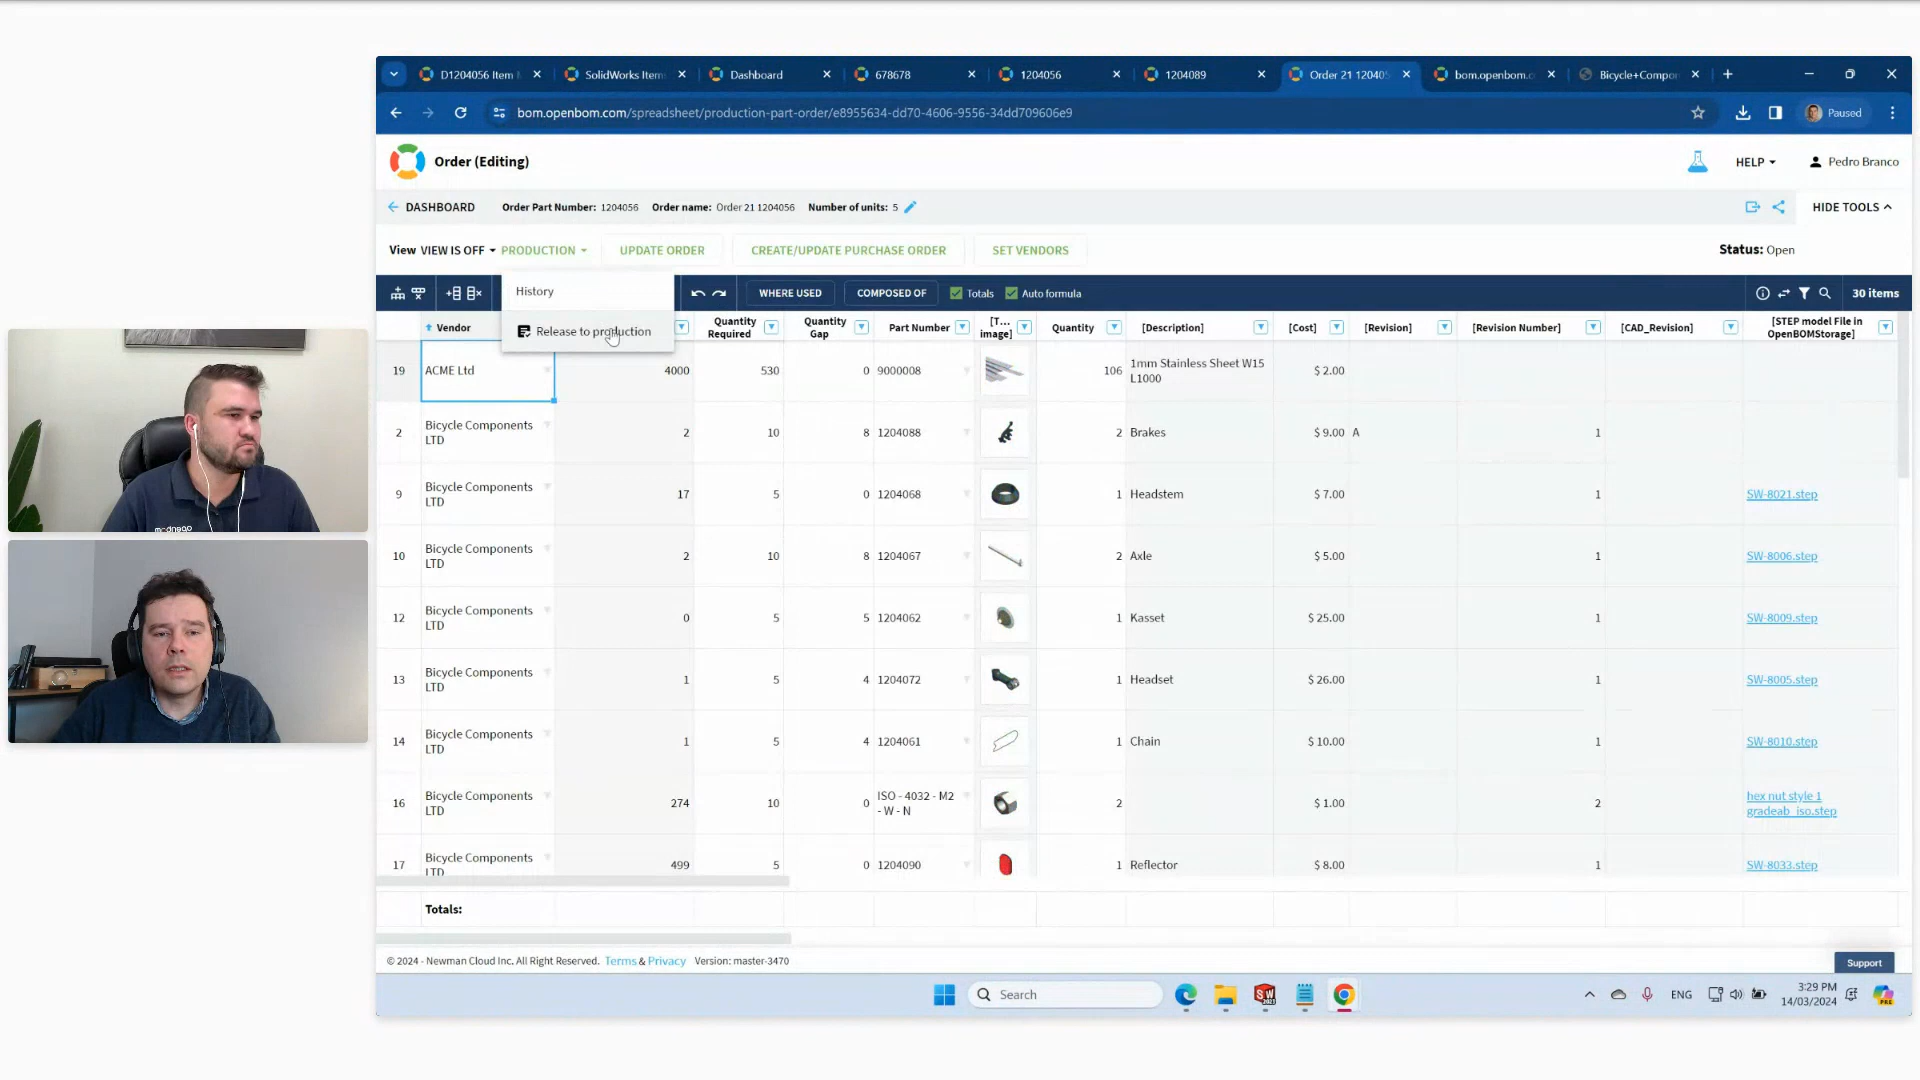 D1204056 Item M
SolidWorks Items
Dashboard
678678
1204056
1204089
Order 21 120405
bom.openbom.c
Bicycle+Compon
bom.openbom.com/spreadsheet/production-part-order/e8955634-dd70-4606-9556-34dd709606e9
Paused
Order (Editing)
HELP
Pedro Branco
DASHBOARD
Order Part Number: 1204056
Order name: Order 21 1204056
Number of units: 5
HIDE TOOLS
View VIEW IS OFF
PRODUCTION
UPDATE ORDER
CREATE/UPDATE PURCHASE ORDER
SET VENDORS
Status: Open
History
Release to production
WHERE USED
COMPOSED OF
Totals
Auto formula
30 items
Vendor
Quantity Required
Quantity Gap
Part Number
[T... image]
Quantity
[Description]
[Cost]
[Revision]
[Revision Number]
[CAD_Revision]
[STEP model File in OpenBOMStorage]
19 ACME Ltd 4000 530 0 9000008 106 1mm Stainless Sheet W15 L1000 $ 2.00
2 Bicycle Components LTD 2 10 8 1204088 2 Brakes $ 9.00 A 1
9 Bicycle Components LTD 17 5 0 1204068 1 Headstem $ 7.00 1 SW-8021.step
10 Bicycle Components LTD 2 10 8 1204067 2 Axle $ 5.00 1 SW-8006.step
12 Bicycle Components LTD 0 5 5 1204062 1 Kasset $ 25.00 1 SW-8009.step
13 Bicycle Components LTD 1 5 4 1204072 1 Headset $ 26.00 1 SW-8005.step
14 Bicycle Components LTD 1 5 4 1204061 1 Chain $ 10.00 1 SW-8010.step
16 Bicycle Components LTD 274 10 0 ISO - 4032 - M2 - W - N 2 $ 1.00 2 hex nut style 1 gradeab_iso.step
17 Bicycle Components LTD 499 5 0 1204090 1 Reflector $ 8.00 1 SW-8033.step
Totals:
© 2024 - Newman Cloud Inc. All Right Reserved. Terms & Privacy Version: master-3470
Support
Search
ENG
3:29 PM
14/03/2024